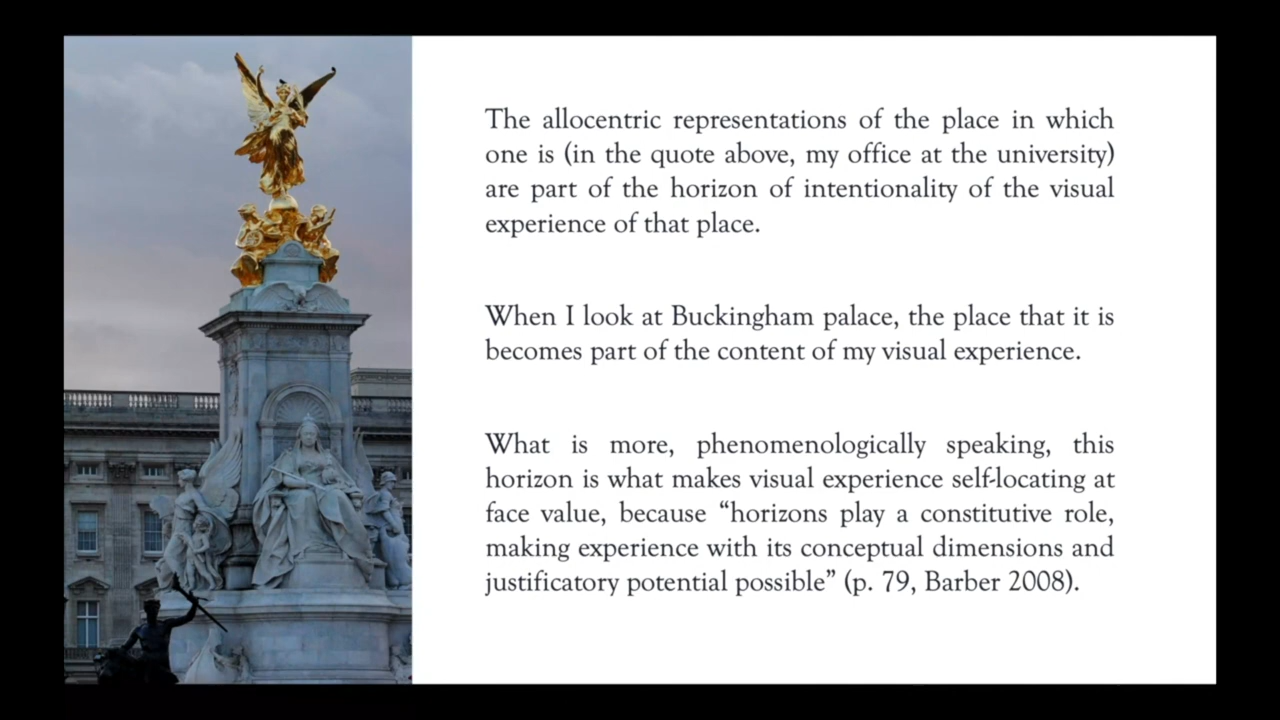 The allocentric representations of the place in which
one is (in the quote above, my office at the university)
are part of the horizon of intentionality of the visual
experience of that place.
When I look at Buckingham palace, the place that it is
becomes part of the content of my visual experience.
What is more, phenomenologically speaking, this
horizon is what makes visual experience self-locating at
face value, because “horizons play a constitutive role,
making experience with its conceptual dimensions and
justificatory potential possible” (p. 79, Barber 2008).